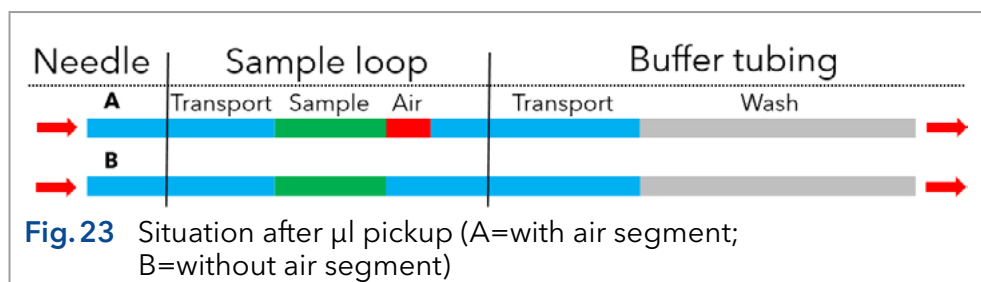 Needle Sample loop Buffer tubing
A Transport Sample Air Transport Wash
B
Fig. 23 Situation after µl pickup (A=with air segment;
B=without air segment)